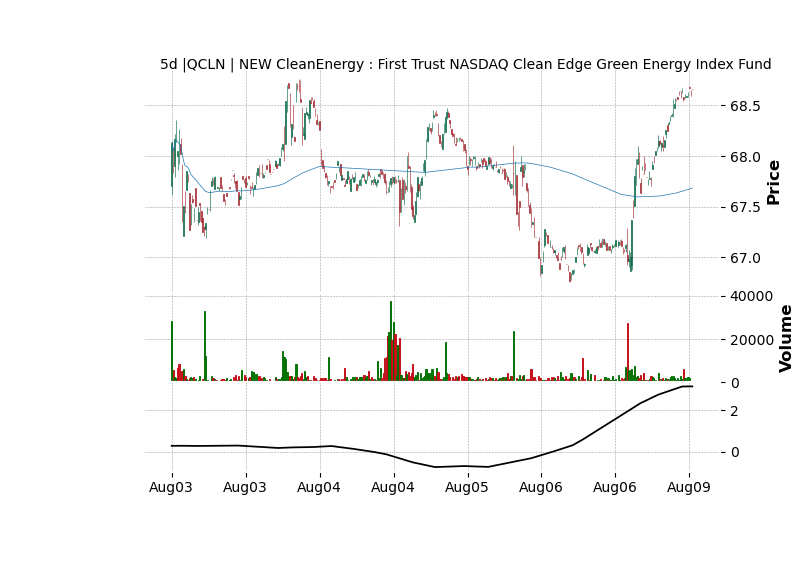 5d |QCLN | NEW CleanEnergy : First Trust NASDAQ Clean Edge Green Energy Index Fund
68.5
68.0
67.5
67.0
Price
40000
20000
0
Volume
2
0
Aug03 Aug03 Aug04 Aug04 Aug05 Aug06 Aug06 Aug09